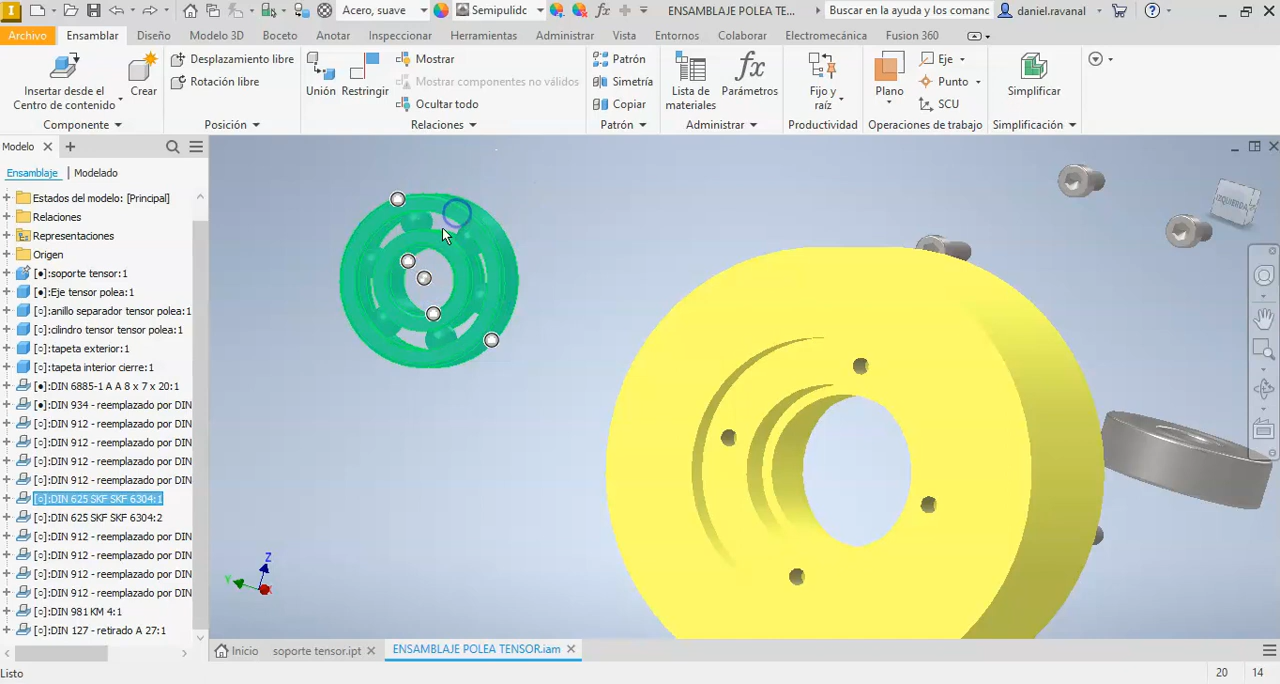 Acero, suave
Semipulidc
fx
ENSAMBLAJE POLEA TE...
Buscar en la ayuda y los comanc
daniel.ravanal
Archivo
Ensamblar
Diseño
Modelo 3D
Boceto
Anotar
Inspeccionar
Herramientas
Administrar
Vista
Entornos
Colaborar
Electromecánica
Fusion 360
Insertar desde el
Centro de contenido
Crear
Componente
Desplazamiento libre
Rotación libre
Posición
Unión
Restringir
Mostrar
Mostrar componentes no válidos
Ocultar todo
Relaciones
Patrón
Simetría
Copiar
Patrón
Lista de
materiales
fx
Parámetros
Administrar
Fijo y
raíz
Productividad
Plano
Eje
Punto
SCU
Operaciones de trabajo
Simplificar
Simplificación
Modelo
Ensamblaje
Modelado
Estados del modelo: [Principal]
Relaciones
Representaciones
Origen
[●]:soporte tensor:1
[●]:Eje tensor polea:1
[○]:anillo separador tensor polea:1
[○]:cilindro tensor tensor polea:1
[○]:tapeta exterior:1
[○]:tapeta interior cierre:1
[●]:DIN 6885-1 A A 8 x 7 x 20:1
[●]:DIN 934 - reemplazado por DIN
[○]:DIN 912 - reemplazado por DIN
[○]:DIN 912 - reemplazado por DIN
[○]:DIN 912 - reemplazado por DIN
[○]:DIN 912 - reemplazado por DIN
[○]:DIN 625 SKF SKF 6304:1
[○]:DIN 625 SKF SKF 6304:2
[○]:DIN 912 - reemplazado por DIN
[○]:DIN 912 - reemplazado por DIN
[○]:DIN 912 - reemplazado por DIN
[○]:DIN 912 - reemplazado por DIN
[○]:DIN 981 KM 4:1
[○]:DIN 127 - retirado A 27:1
IZQUIERDA
Z
Y
X
Inicio
soporte tensor.ipt
ENSAMBLAJE POLEA TENSOR.iam
Listo
20
14